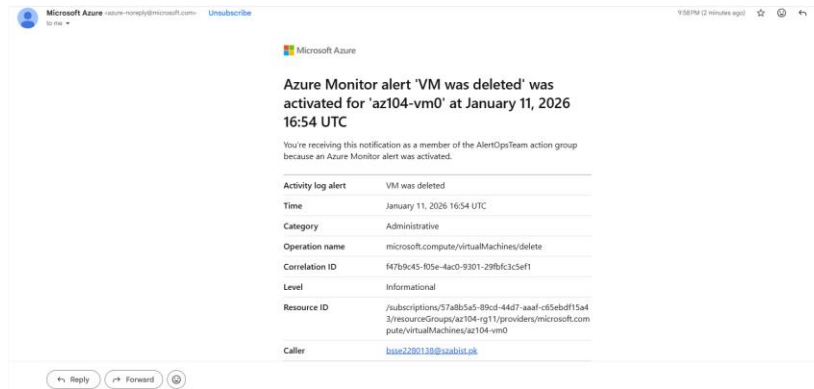 Microsoft Azure <azure-noreply@microsoft.com> Unsubscribe
9:58 PM (2 minutes ago)
to me
Microsoft Azure
Azure Monitor alert 'VM was deleted' was
activated for 'az104-vm0' at January 11, 2026
16:54 UTC
You're receiving this notification as a member of the AlertOpsTeam action group
because an Azure Monitor alert was activated.
Activity log alert VM was deleted
Time January 11, 2026 16:54 UTC
Category Administrative
Operation name microsoft.compute/virtualMachines/delete
Correlation ID f47b9c45-f05e-4ac0-9301-29fbfc3c5ef1
Level Informational
Resource ID /subscriptions/57a8b5a5-89cd-44d7-aaaf-c65ebdf15a4
3/resourceGroups/az104-rg11/providers/microsoft.com
pute/virtualMachines/az104-vm0
Caller bsse2280138@szabist.pk
Reply Forward